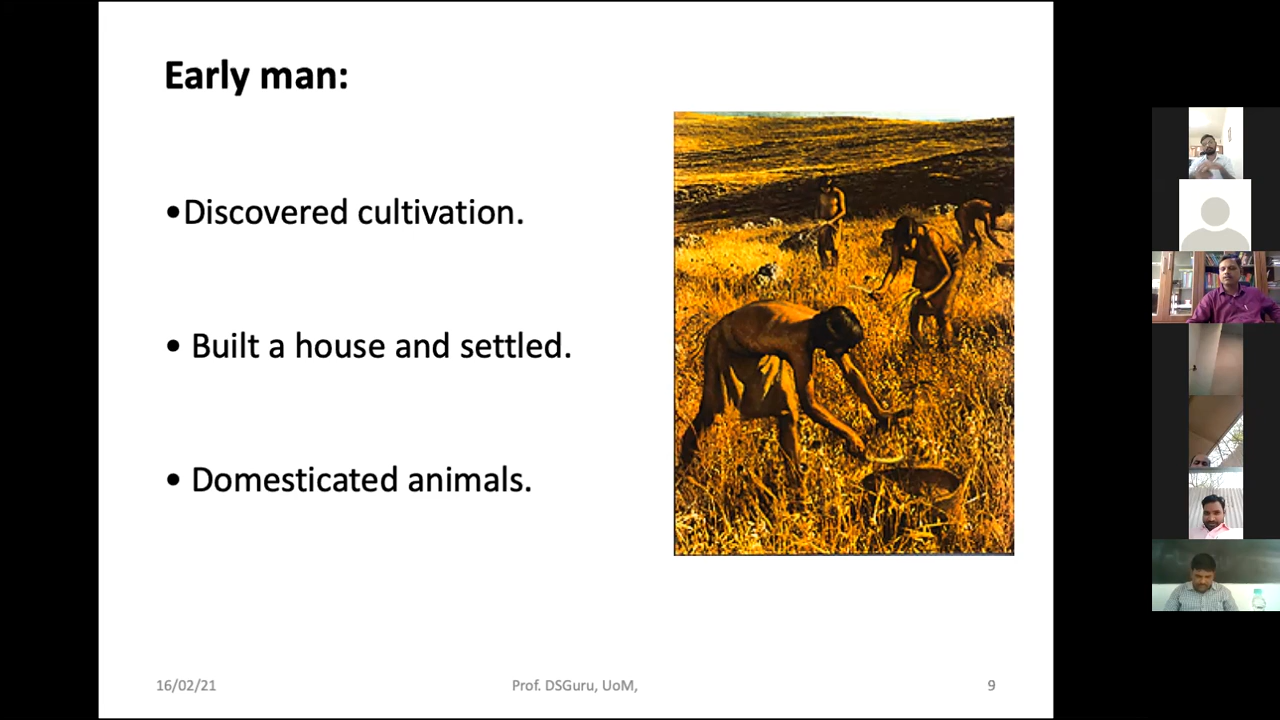 Early man:
•Discovered cultivation.
• Built a house and settled.
• Domesticated animals.
16/02/21
Prof. DSGuru, UoM,
9